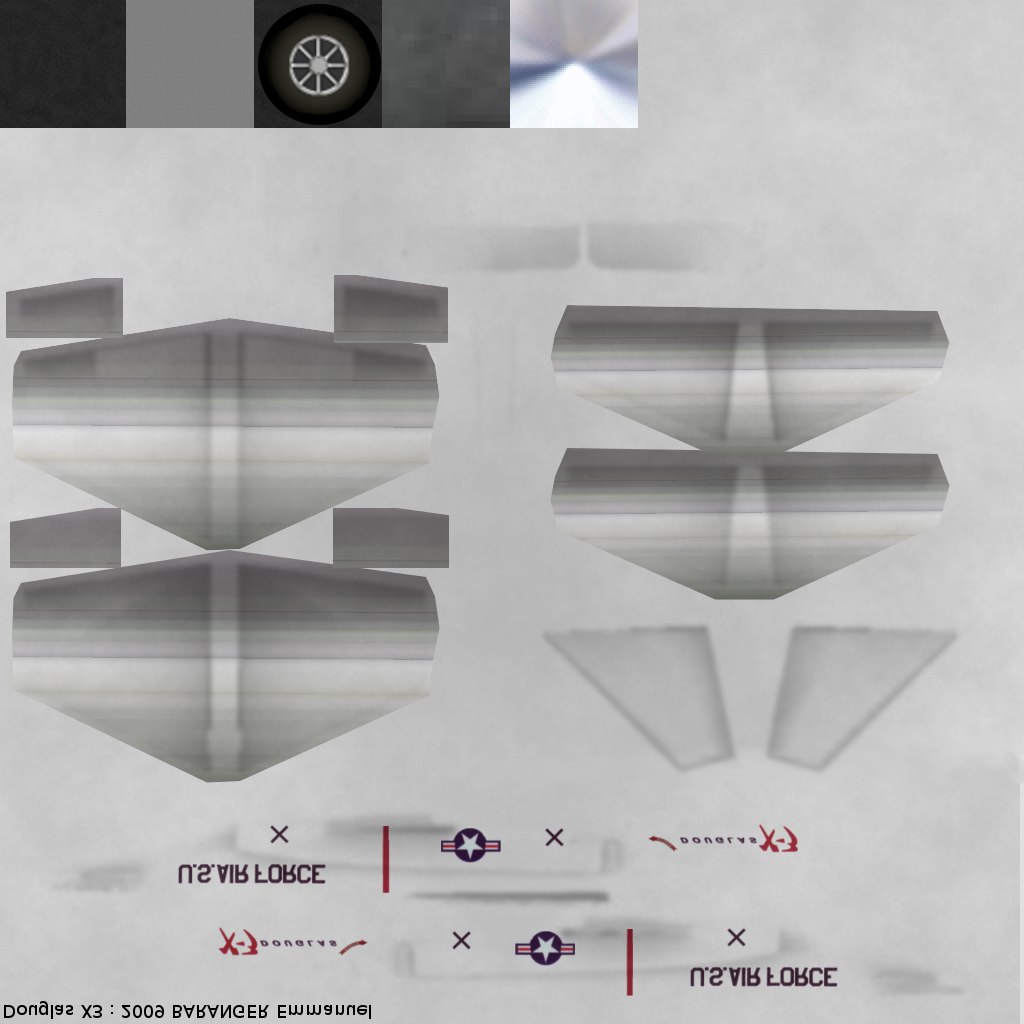 DOUGLAS X-3
U.S.AIR FORCE
X-3 DOUGLAS
U.S.AIR FORCE
Douglas X3 : 2009 BARANGER Emmanuel